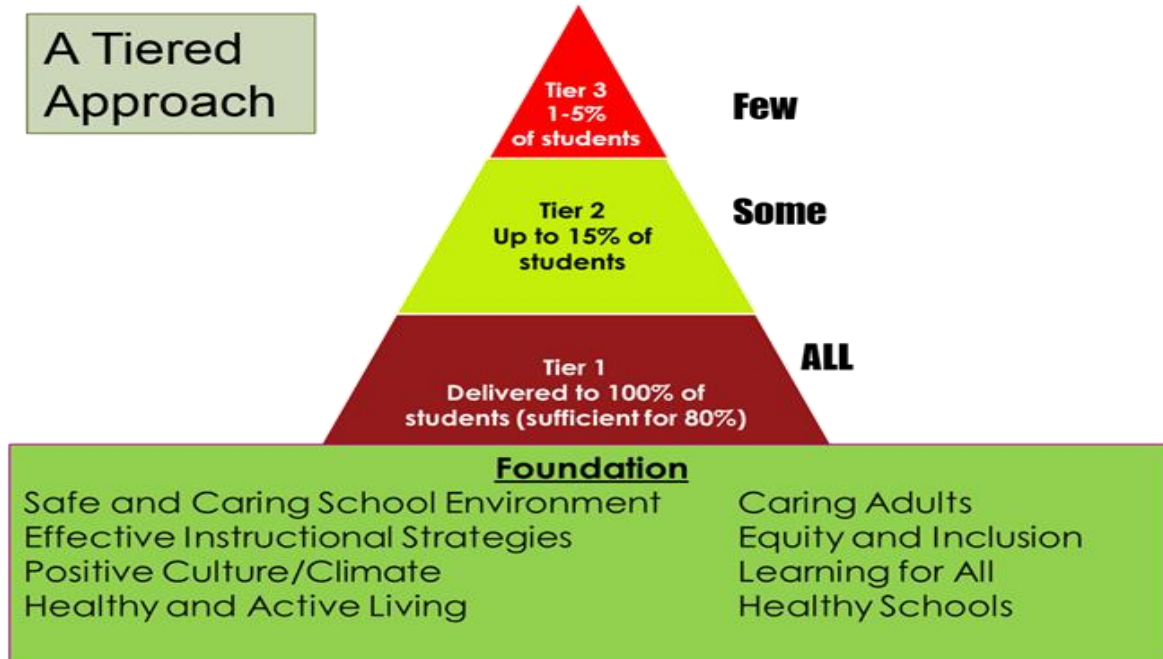 A Tiered
Approach
Tier 3
1-5%
of students
Few
Tier 2
Up to 15% of
students
Some
Tier 1
Delivered to 100% of
students (sufficient for 80%)
ALL
Foundation
Safe and Caring School Environment
Effective Instructional Strategies
Positive Culture/Climate
Healthy and Active Living
Caring Adults
Equity and Inclusion
Learning for All
Healthy Schools